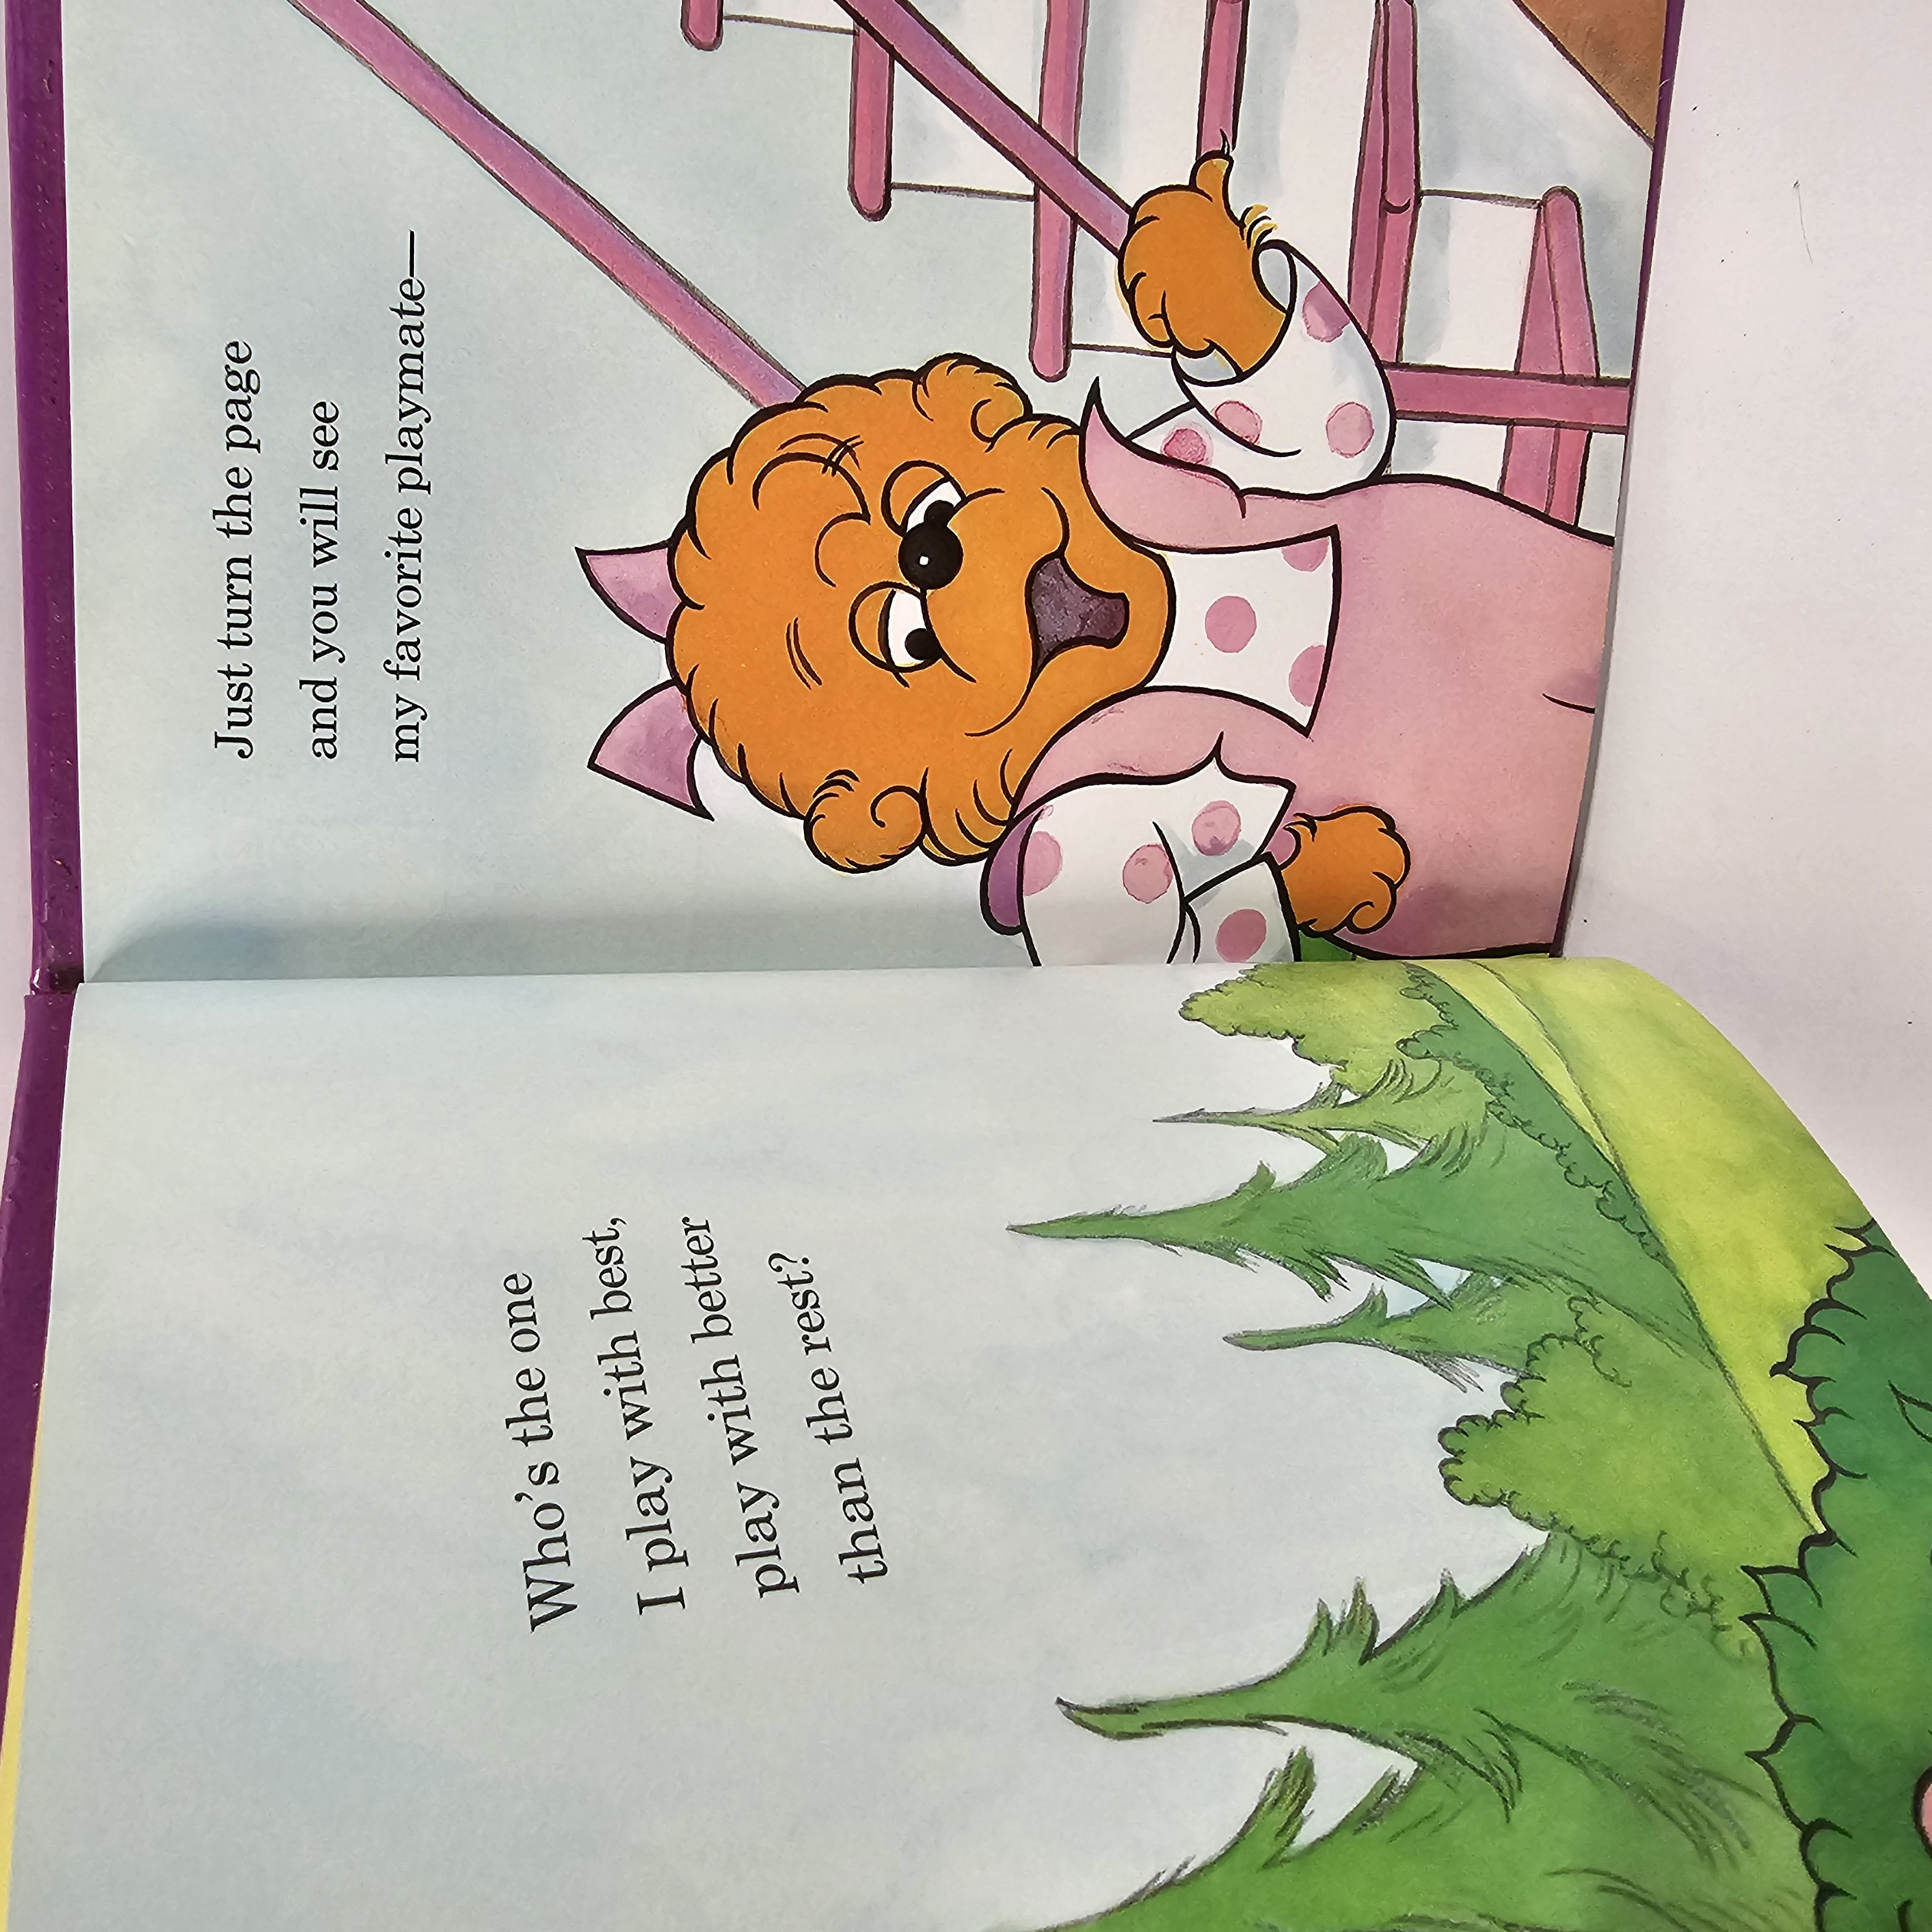 Who's the one
I play with best,
play with better
than the rest?
Just turn the page
and you will see
my favorite playmate—